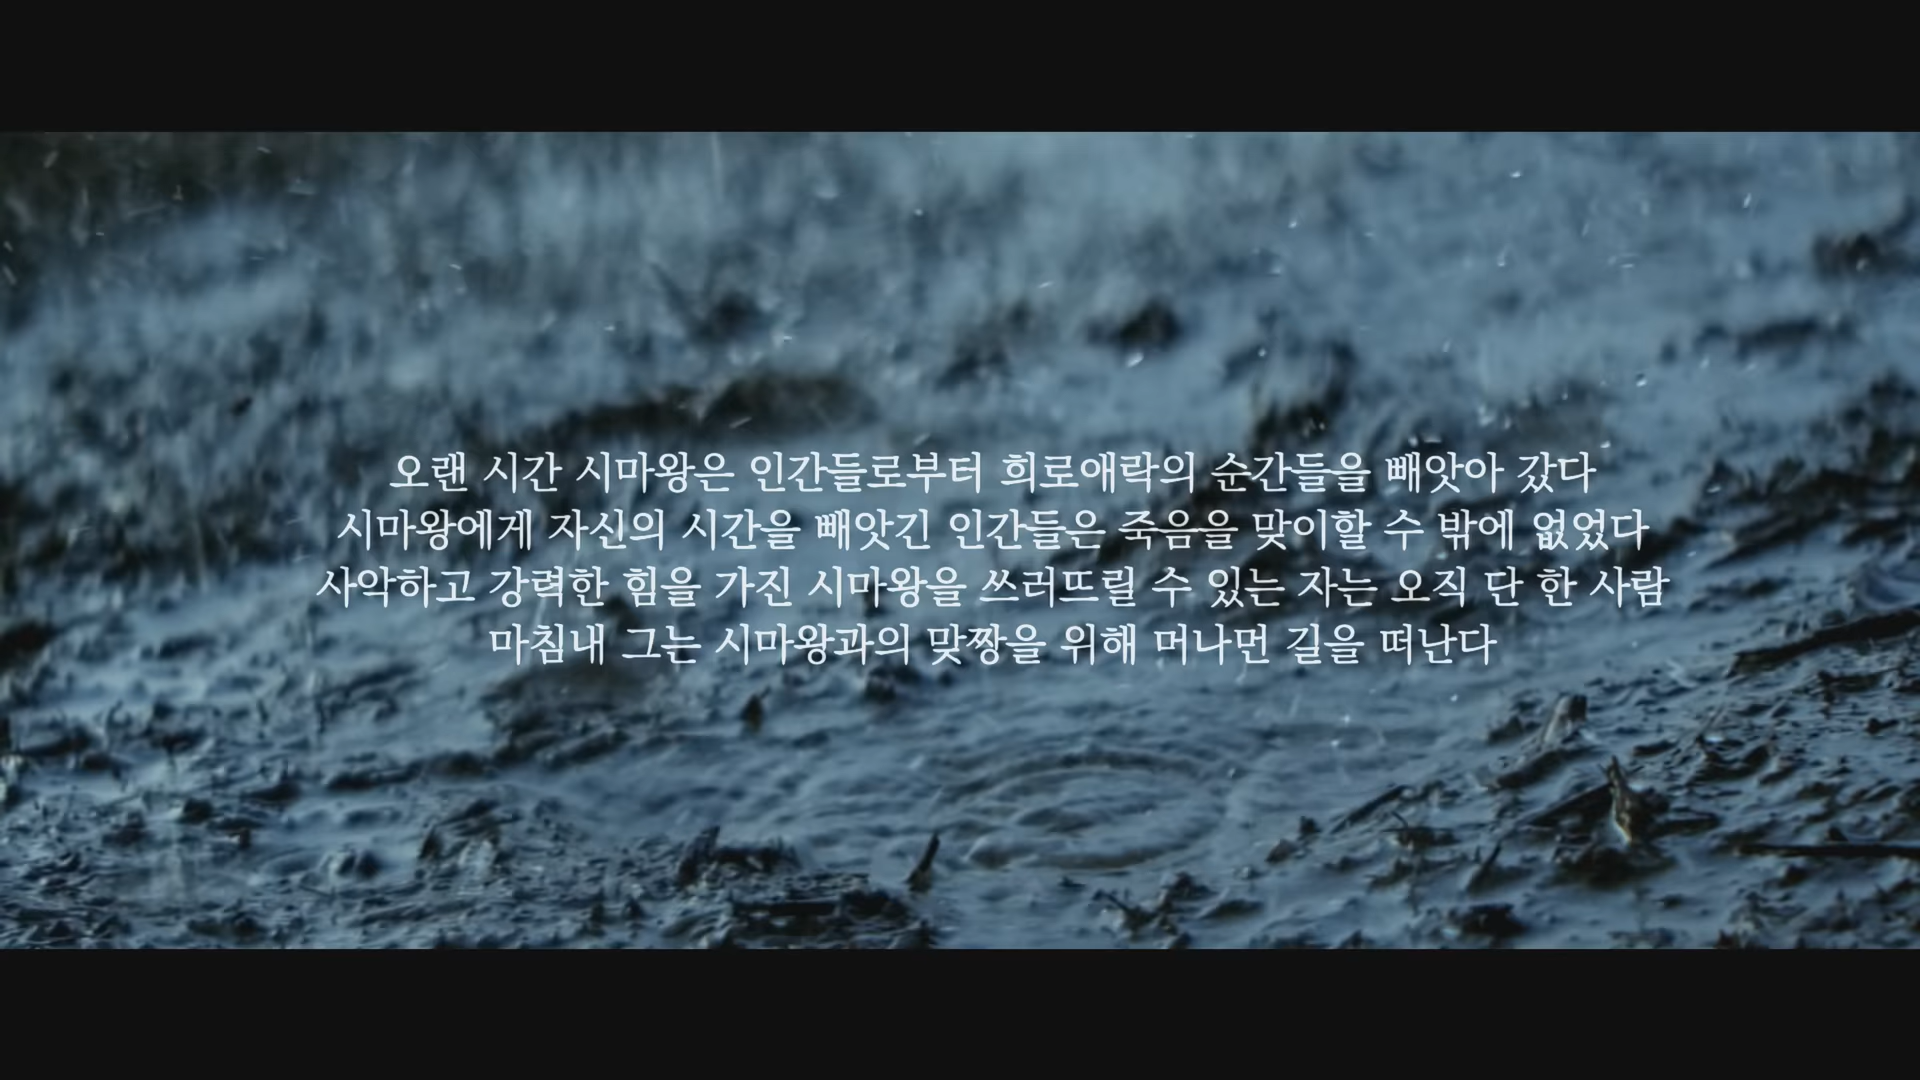 오랜 시간 시마왕은 인간들로부터 희로애락의 순간들을 빼앗아 갔다
시마왕에게 자신의 시간을 빼앗긴 인간들은 죽음을 맞이할 수 밖에 없었다
사악하고 강력한 힘을 가진 시마왕을 쓰러뜨릴 수 있는 자는 오직 단 한 사람
마침내 그는 시마왕과의 맞짱을 위해 머나먼 길을 떠난다